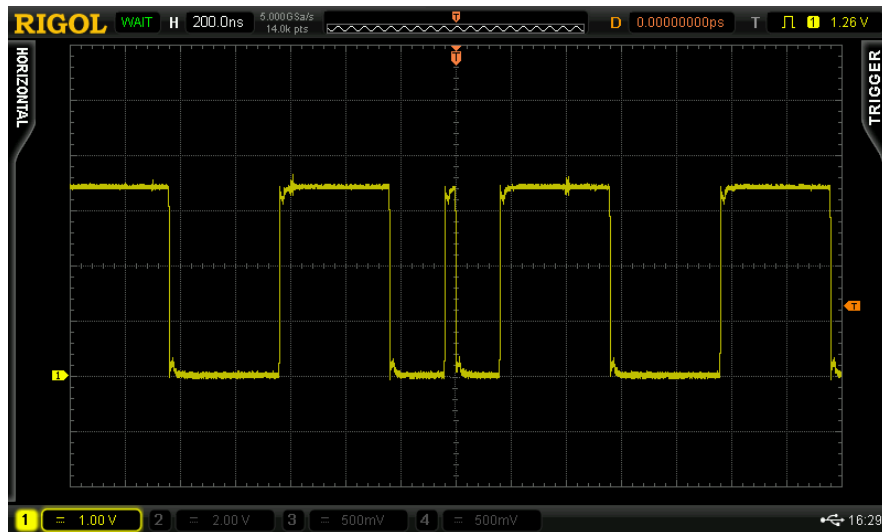 RIGOL WAIT H 200.0ns 5.000GSa/s 14.0k pts D 0.00000000ps T 1 1.26 V
T
HORIZONTAL
TRIGGER
T
T
1
1 = 1.00 V 2 = 2.00 V 3 = 500mV 4 = 500mV 16:29